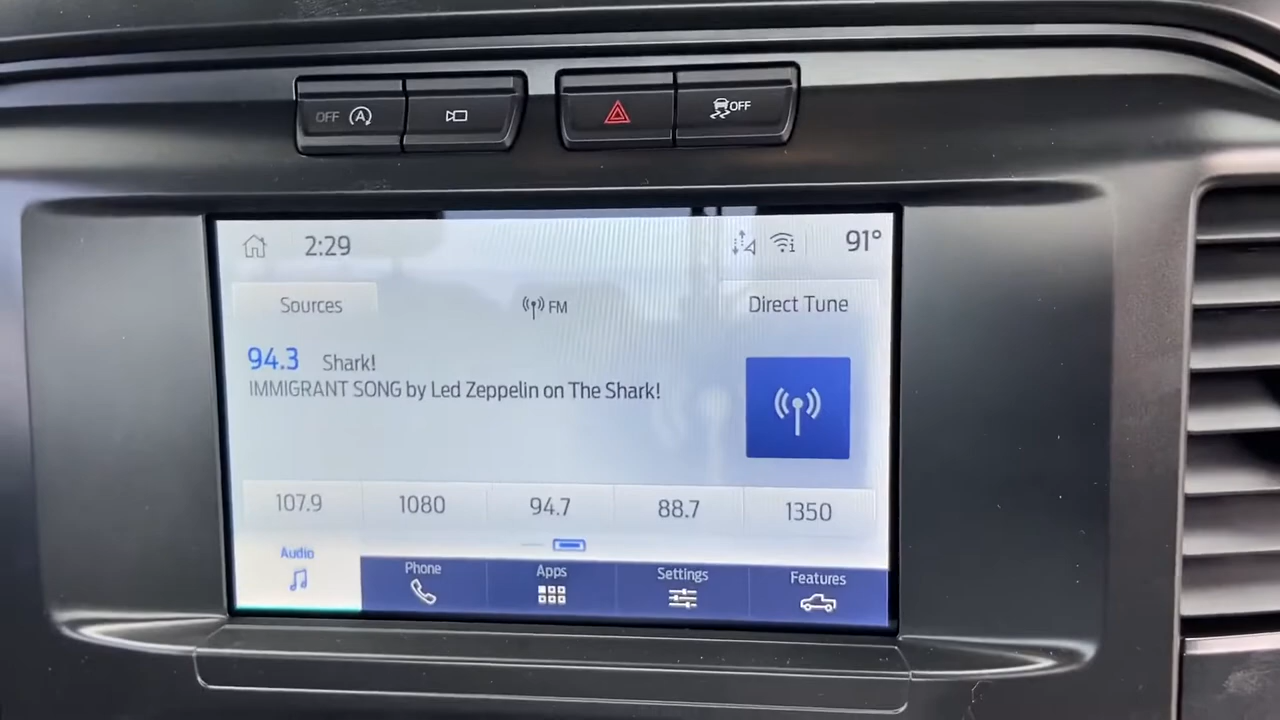 OFF A
OFF
2:29 91°
Sources FM Direct Tune
94.3 Shark!
IMMIGRANT SONG by Led Zeppelin on The Shark!
107.9 1080 94.7 88.7 1350
Audio Phone Apps Settings Features